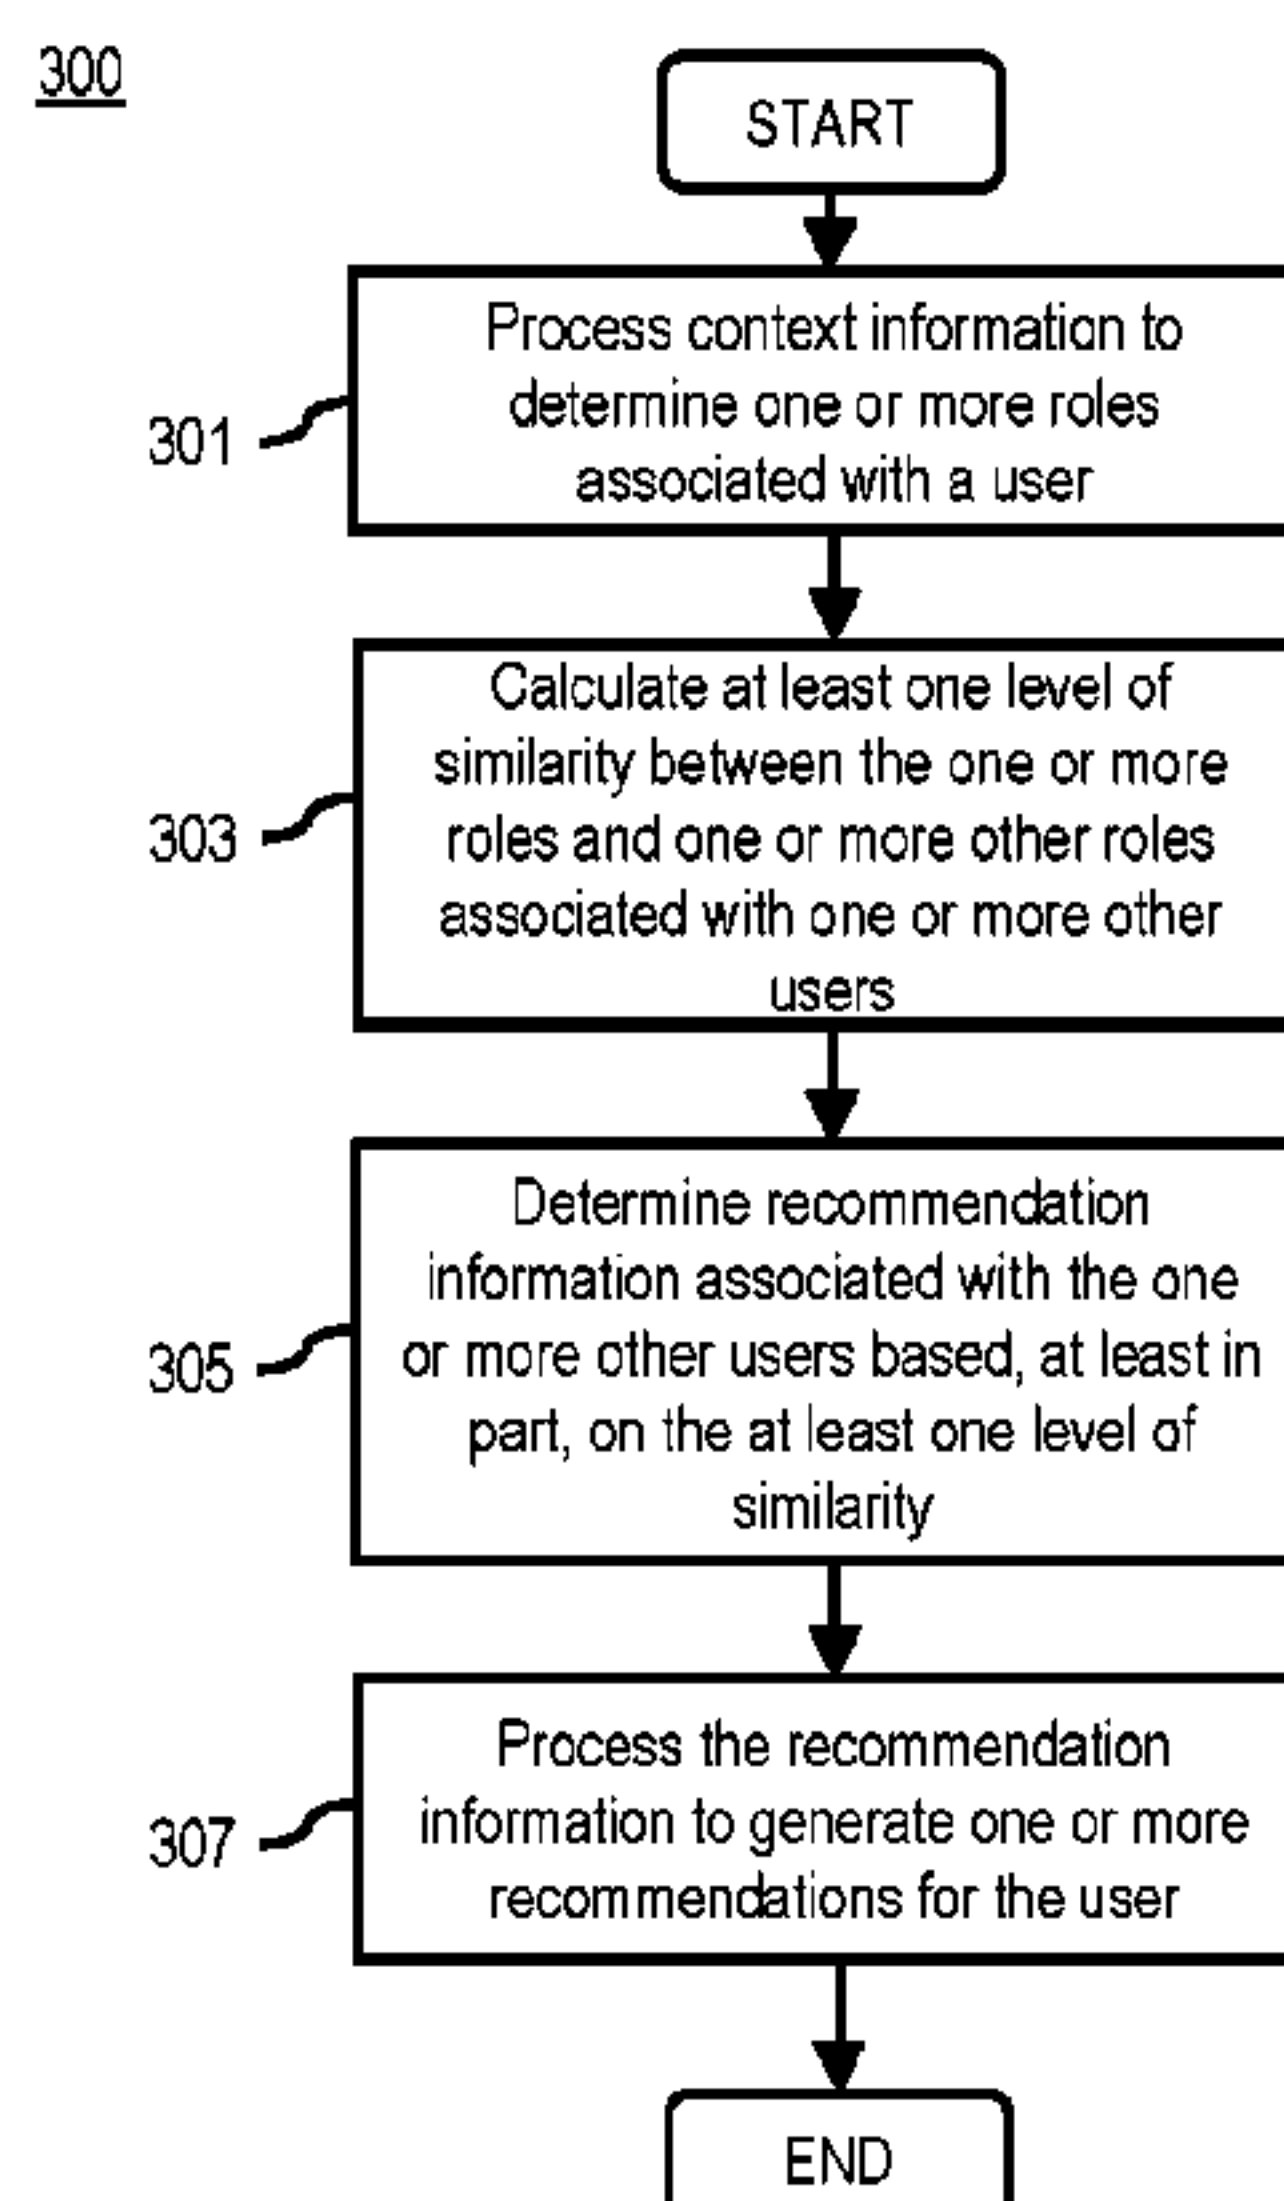 300
START
Process context information to
determine one or more roles
associated with a user
301
Calculate at least one level of
similarity between the one or more
roles and one or more other roles
associated with one or more other
users
303
Determine recommendation
information associated with the one
or more other users based, at least in
part, on the at least one level of
similarity
305
Process the recommendation
information to generate one or more
recommendations for the user
307
END